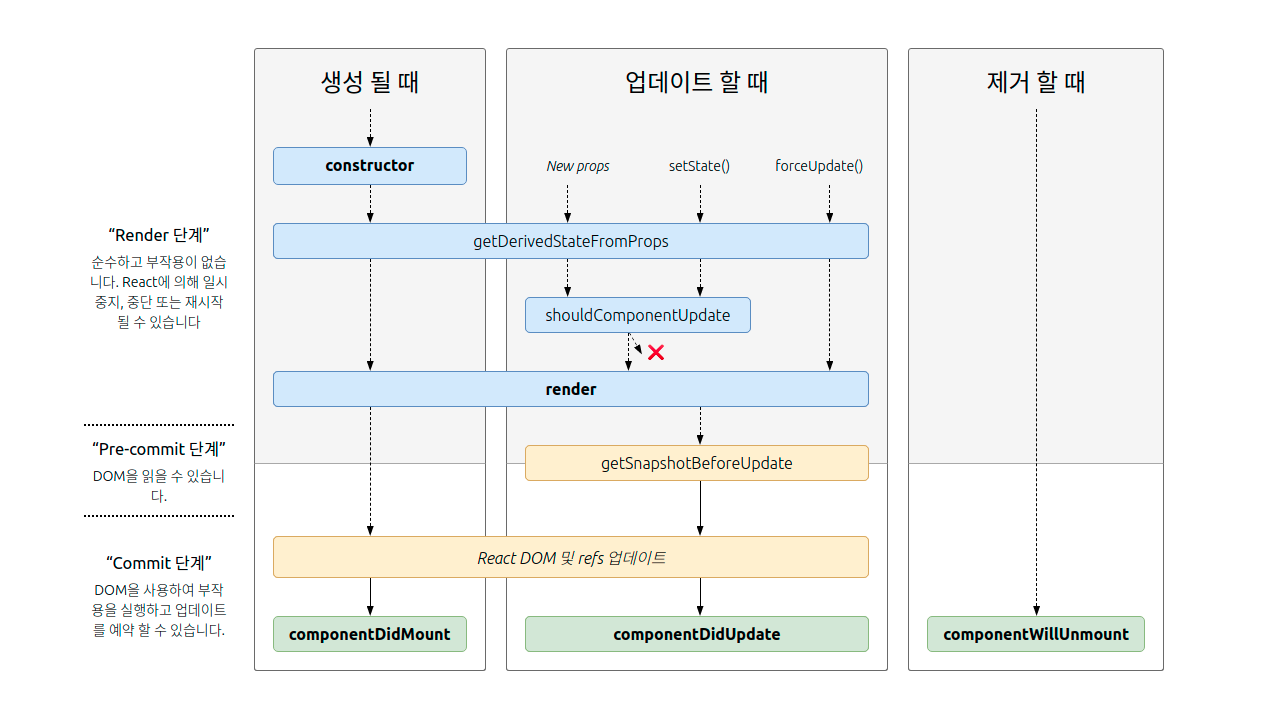 생성 될 때
업데이트 할 때
제거 할 때
constructor
New props
setState()
forceUpdate()
“Render 단계”
순수하고 부작용이 없습
니다. React에 의해 일시
중지, 중단 또는 재시작
될 수 있습니다
getDerivedStateFromProps
shouldComponentUpdate
render
“Pre-commit 단계”
DOM을 읽을 수 있습니
다.
getSnapshotBeforeUpdate
“Commit 단계”
DOM을 사용하여 부작
용을 실행하고 업데이트
를 예약 할 수 있습니다.
React DOM 및 refs 업데이트
componentDidMount
componentDidUpdate
componentWillUnmount